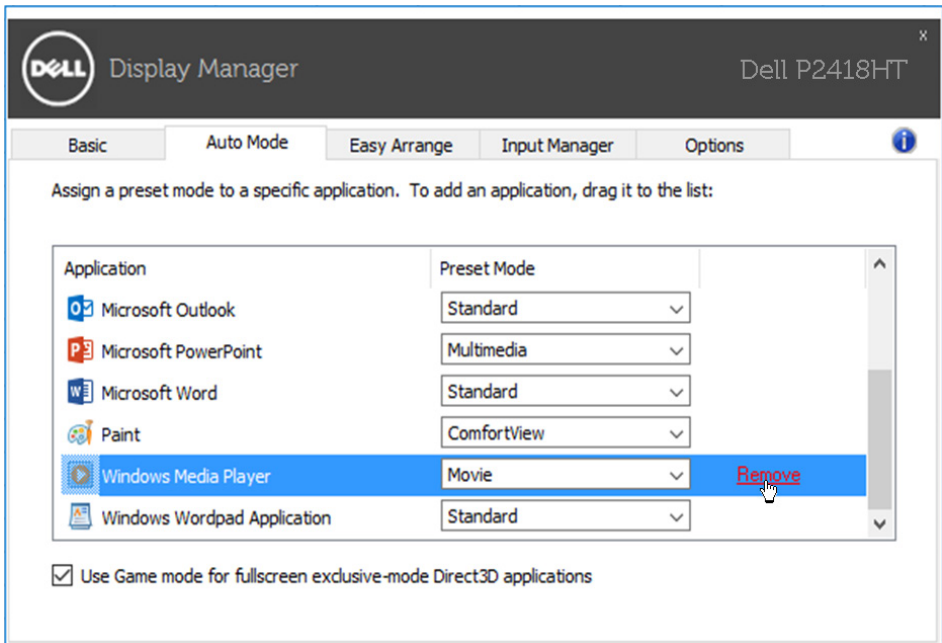 DELL Display Manager
x
Dell P2418HT
Basic Auto Mode Easy Arrange Input Manager Options
Assign a preset mode to a specific application. To add an application, drag it to the list:
Application Preset Mode
Microsoft Outlook Standard
Microsoft PowerPoint Multimedia
Microsoft Word Standard
Paint ComfortView
Windows Media Player Movie Remove
Windows Wordpad Application Standard
Use Game mode for fullscreen exclusive-mode Direct3D applications